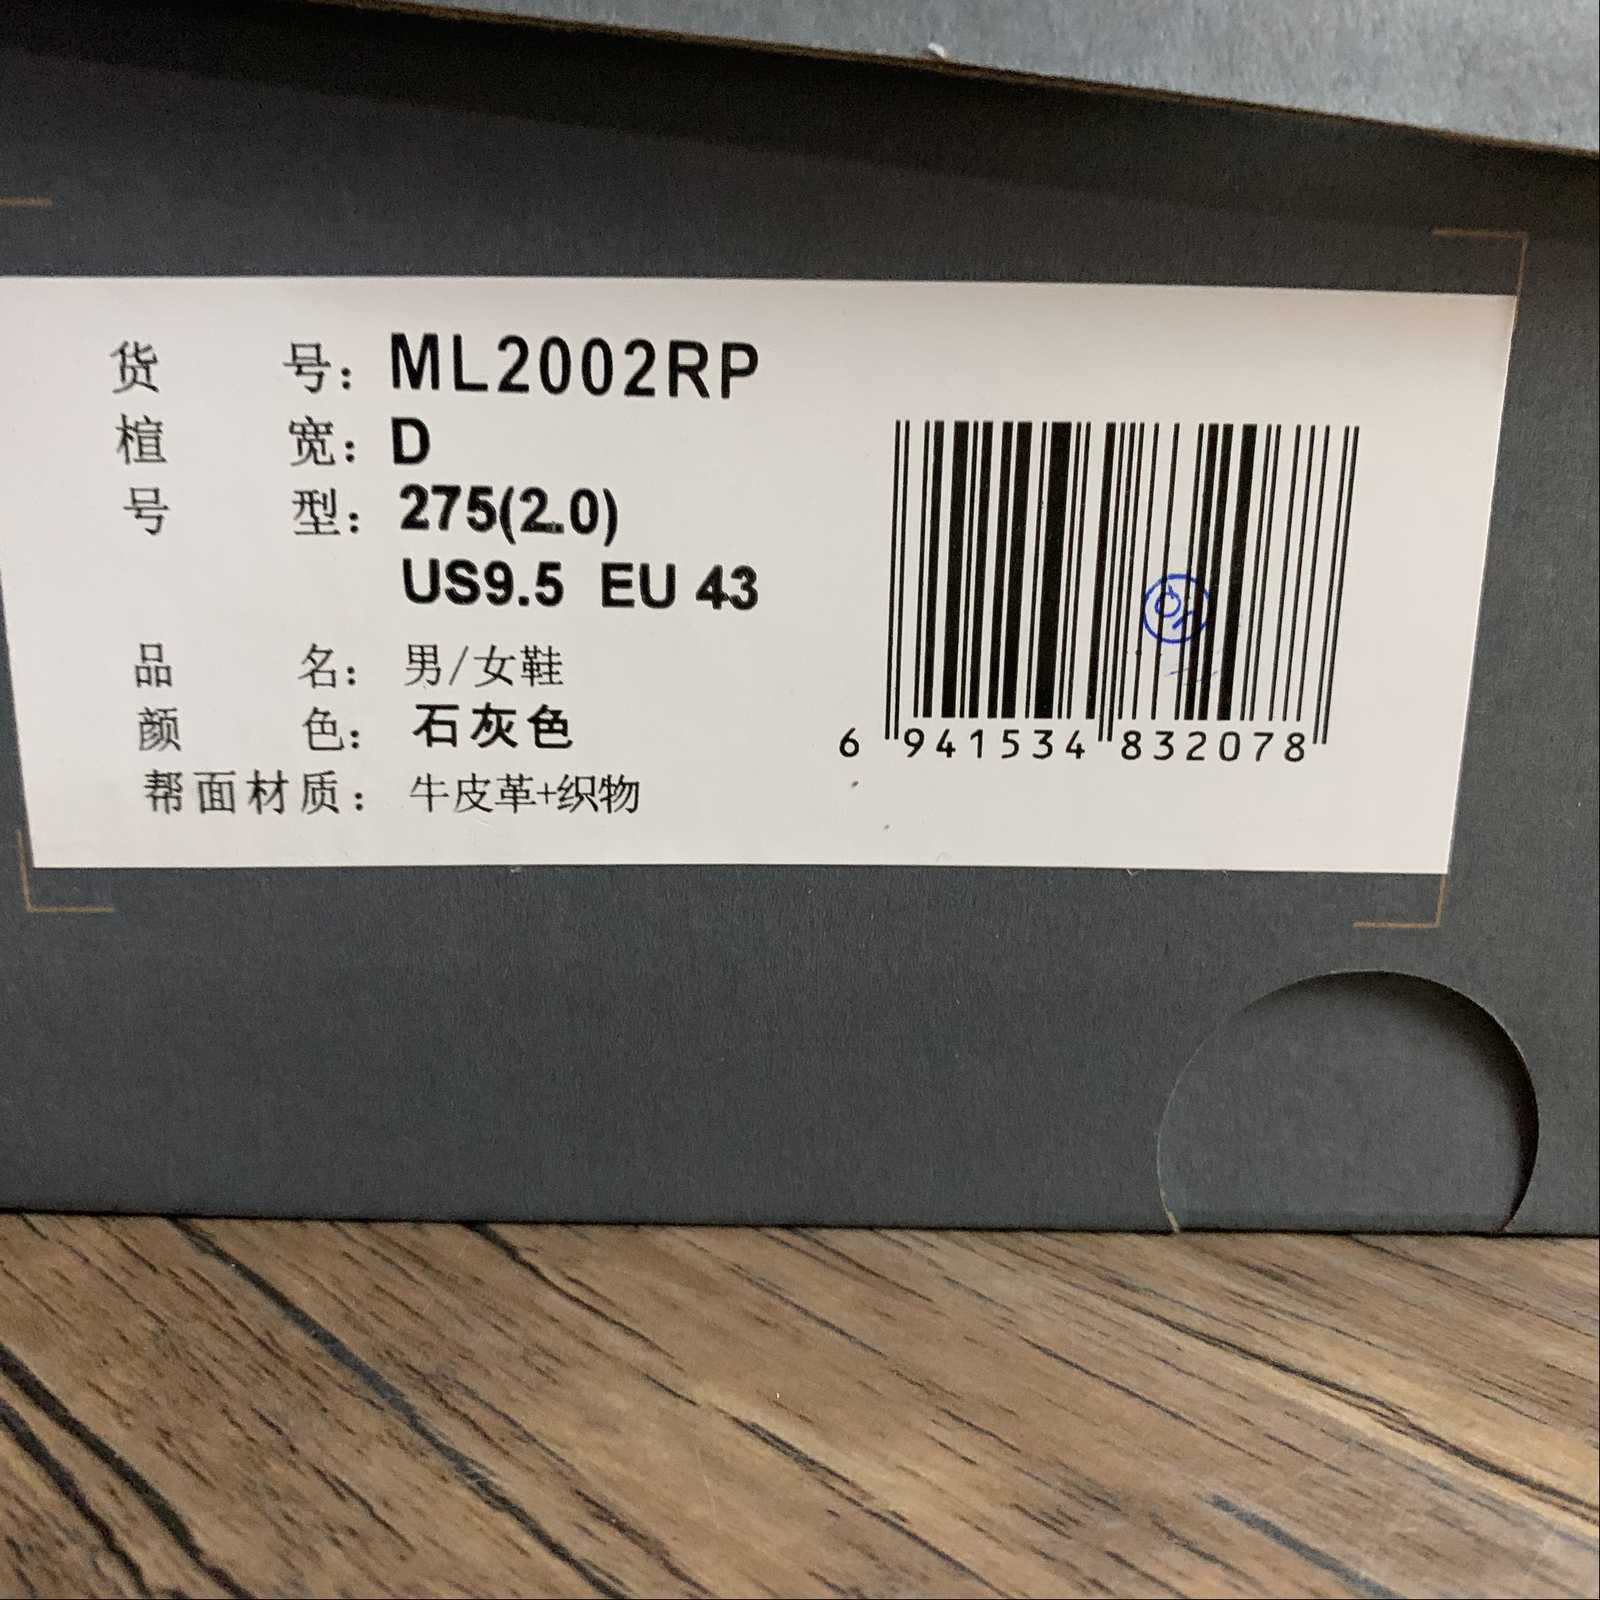 货号：ML2002RP
楦宽：D
号型：275(2.0)
US9.5 EU 43
品名：男/女鞋
颜色：石灰色
帮面材质：牛皮革+织物
6 941534 832078